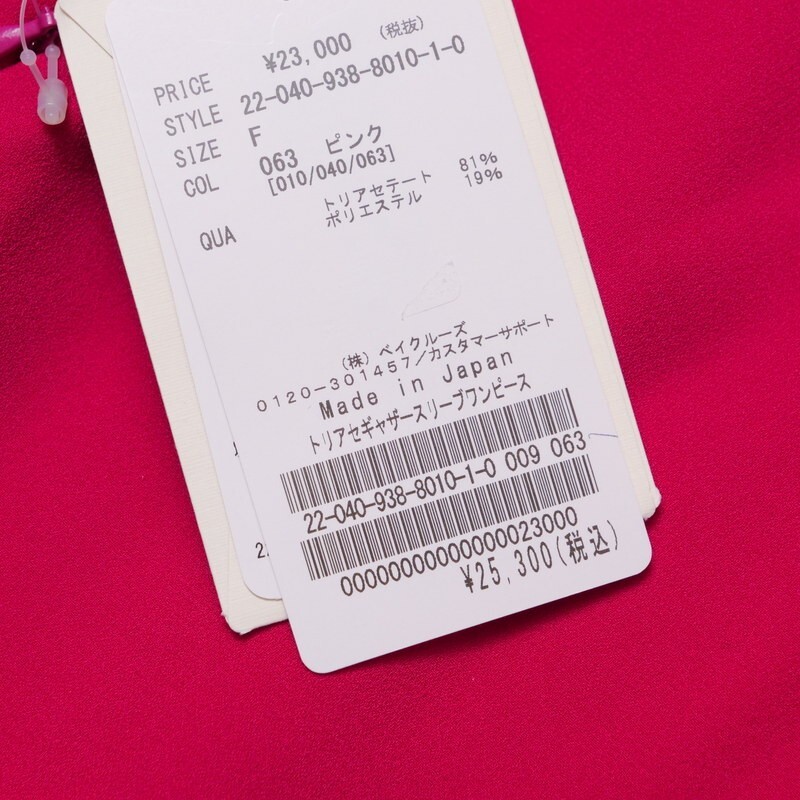 PRICE ¥23,000 (税抜)
STYLE 22-040-938-8010-1-0
SIZE F
COL 063 ピンク
[010/040/063]
QUA トリアセテート 81%
ポリエステル 19%
(株) ベイクルーズ
0120-301457/カスタマーサポート
Made in Japan
トリアセギャザースリーブワンピース
22-040-938-8010-1-0 009 063
00000000000000023000
¥25,300(税込)